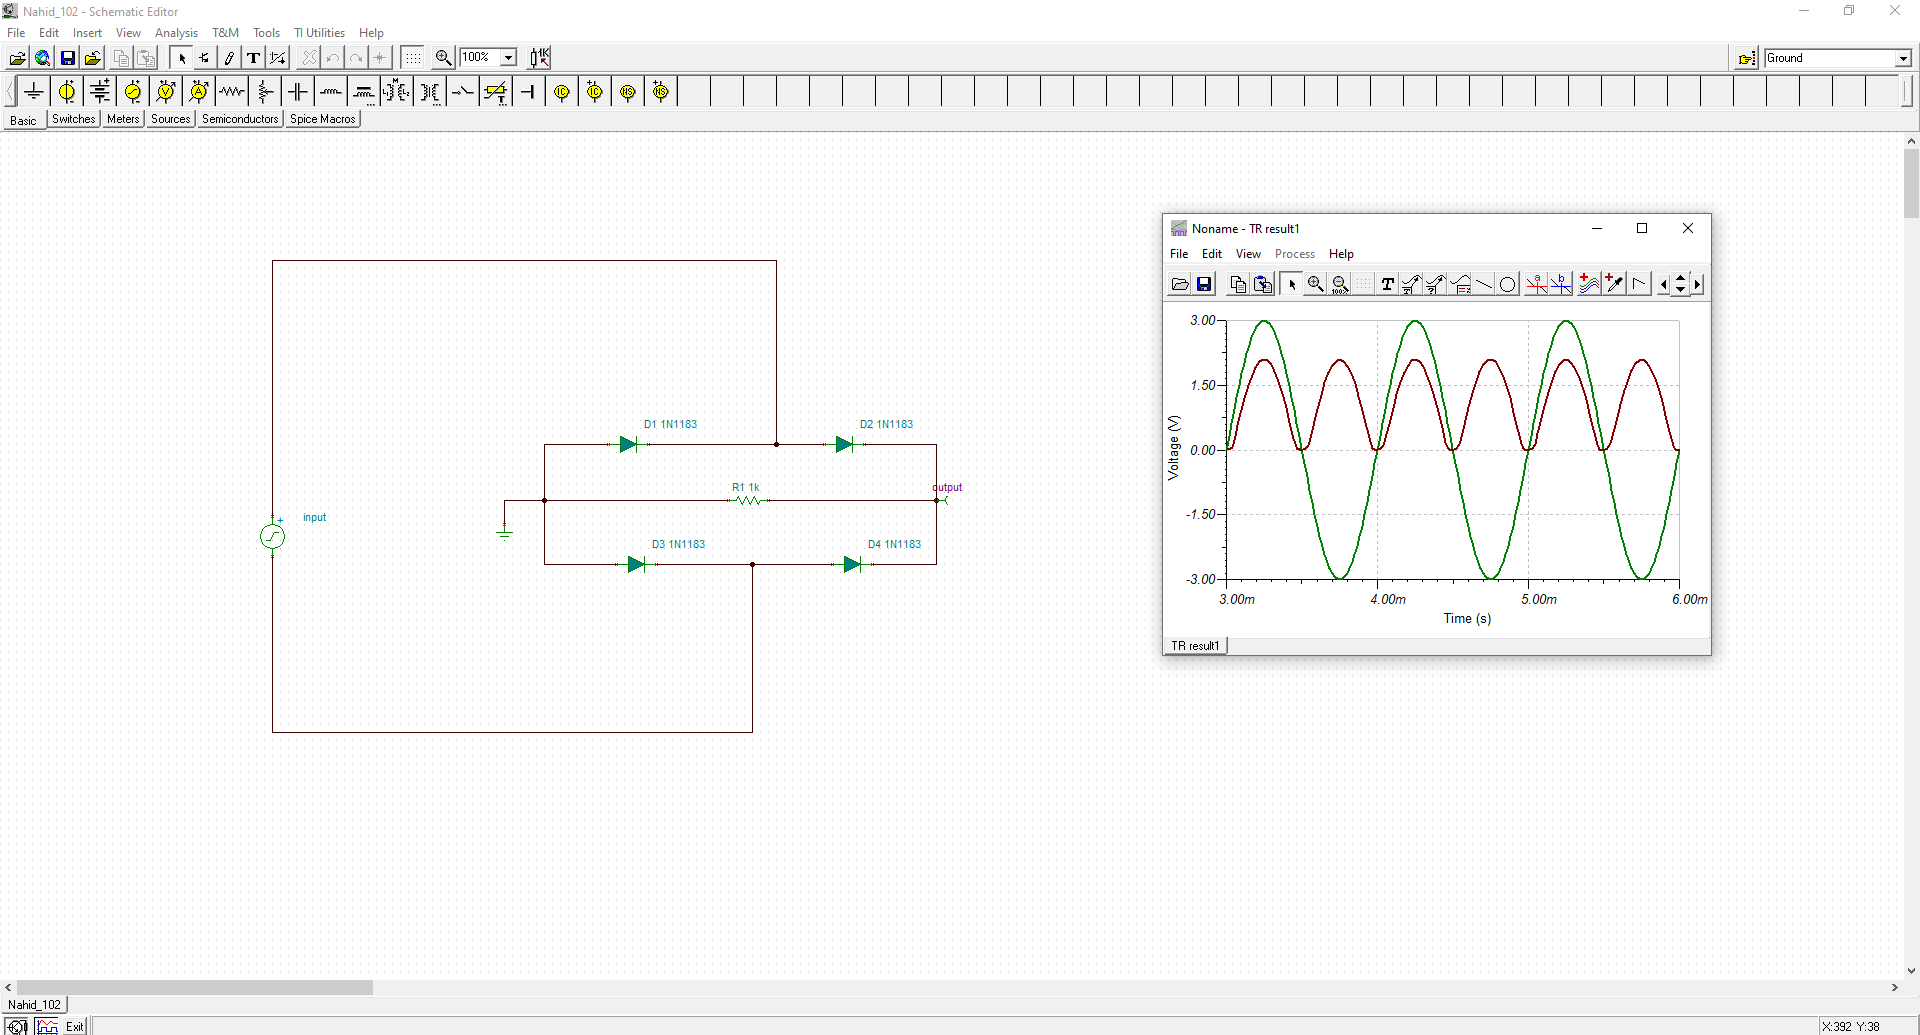 Nahid_102 - Schematic Editor
File Edit Insert View Analysis T&M Tools TI Utilities Help
100% Ground
Basic Switches Meters Sources Semiconductors Spice Macros
Noname - TR result1
File Edit View Process Help
D1 1N1183
D2 1N1183
R1 1k
output
input
+
D3 1N1183
D4 1N1183
3.00
1.50
0.00
-1.50
-3.00
Voltage (V)
3.00m 4.00m 5.00m 6.00m
Time (s)
TR result1
Nahid_102
Exit
X:392 Y:38